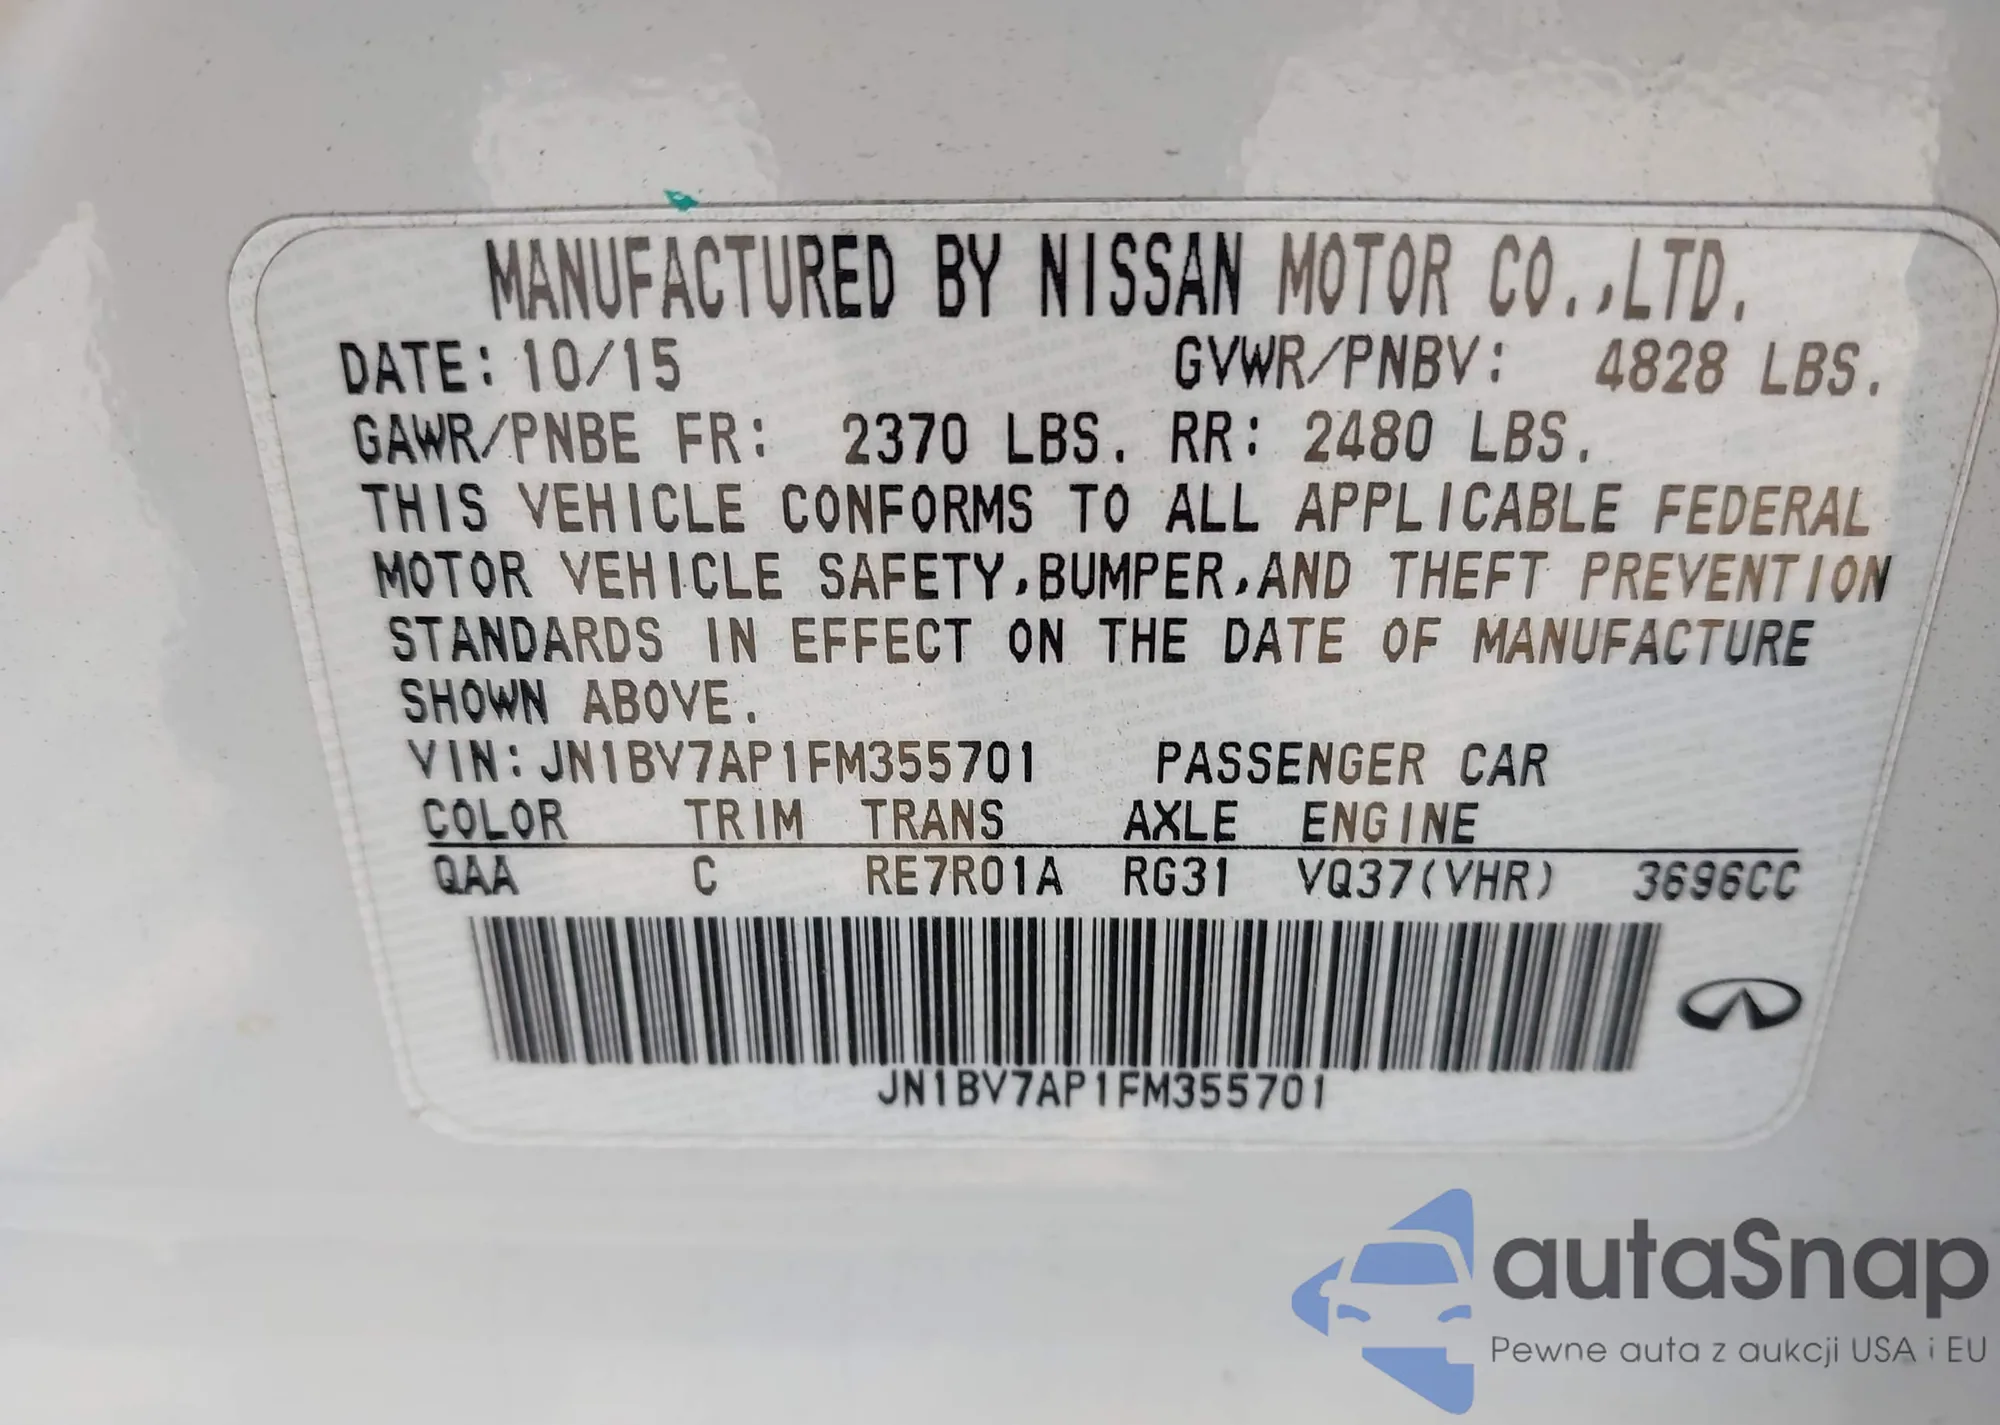 MANUFACTURED BY NISSAN MOTOR CO.,LTD.
DATE: 10/15 GVWR/PNBV: 4828 LBS.
GAWR/PNBE FR: 2370 LBS. RR: 2480 LBS.
THIS VEHICLE CONFORMS TO ALL APPLICABLE FEDERAL
MOTOR VEHICLE SAFETY,BUMPER,AND THEFT PREVENTION
STANDARDS IN EFFECT ON THE DATE OF MANUFACTURE
SHOWN ABOVE.
VIN:JN1BV7AP1FM355701 PASSENGER CAR
COLOR TRIM TRANS AXLE ENGINE
QAA C RE7R01A RG31 VQ37(VHR) 3696CC
JN1BV7AP1FM355701
autaSnap
Pewne auta z aukcji USA i EU